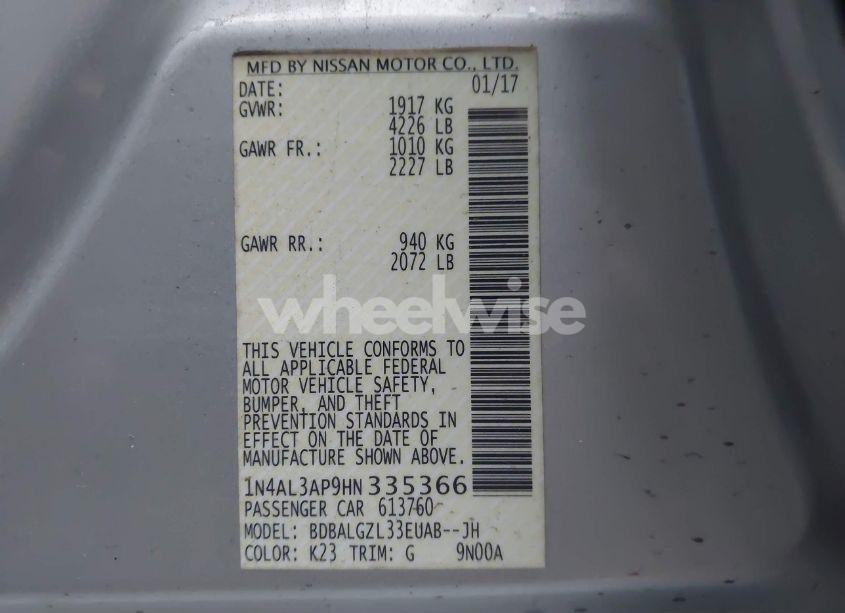 MFD BY NISSAN MOTOR CO., LTD.
DATE: 01/17
GVWR: 1917 KG
4226 LB
GAWR FR.: 1010 KG
2227 LB
GAWR RR.: 940 KG
2072 LB
wheelwise
THIS VEHICLE CONFORMS TO
ALL APPLICABLE FEDERAL
MOTOR VEHICLE SAFETY,
BUMPER, AND THEFT
PREVENTION STANDARDS IN
EFFECT ON THE DATE OF
MANUFACTURE SHOWN ABOVE.
1N4AL3AP9HN335366
PASSENGER CAR 613760
MODEL: BDBALGZL33EUAB--JH
COLOR: K23 TRIM: G 9N00A